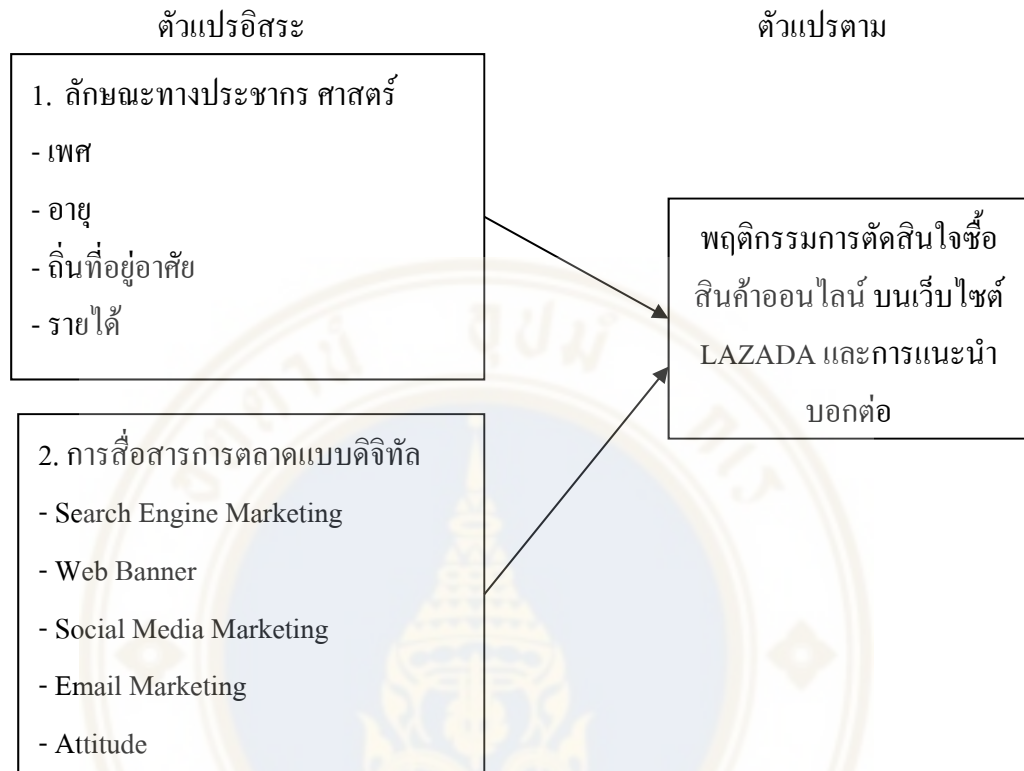 ตัวแปรอิสระ
ตัวแปรตาม
1. ลักษณะทางประชากร ศาสตร์
- เพศ
- อายุ
- ถิ่นที่อยู่อาศัย
- รายได้
พฤติกรรมการตัดสินใจซื้อ
สินค้าออนไลน์ บนเว็บไซต์
LAZADA และการแนะนำ
บอกต่อ
2. การสื่อสารการตลาดแบบดิจิทัล
- Search Engine Marketing
- Web Banner
- Social Media Marketing
- Email Marketing
- Attitude